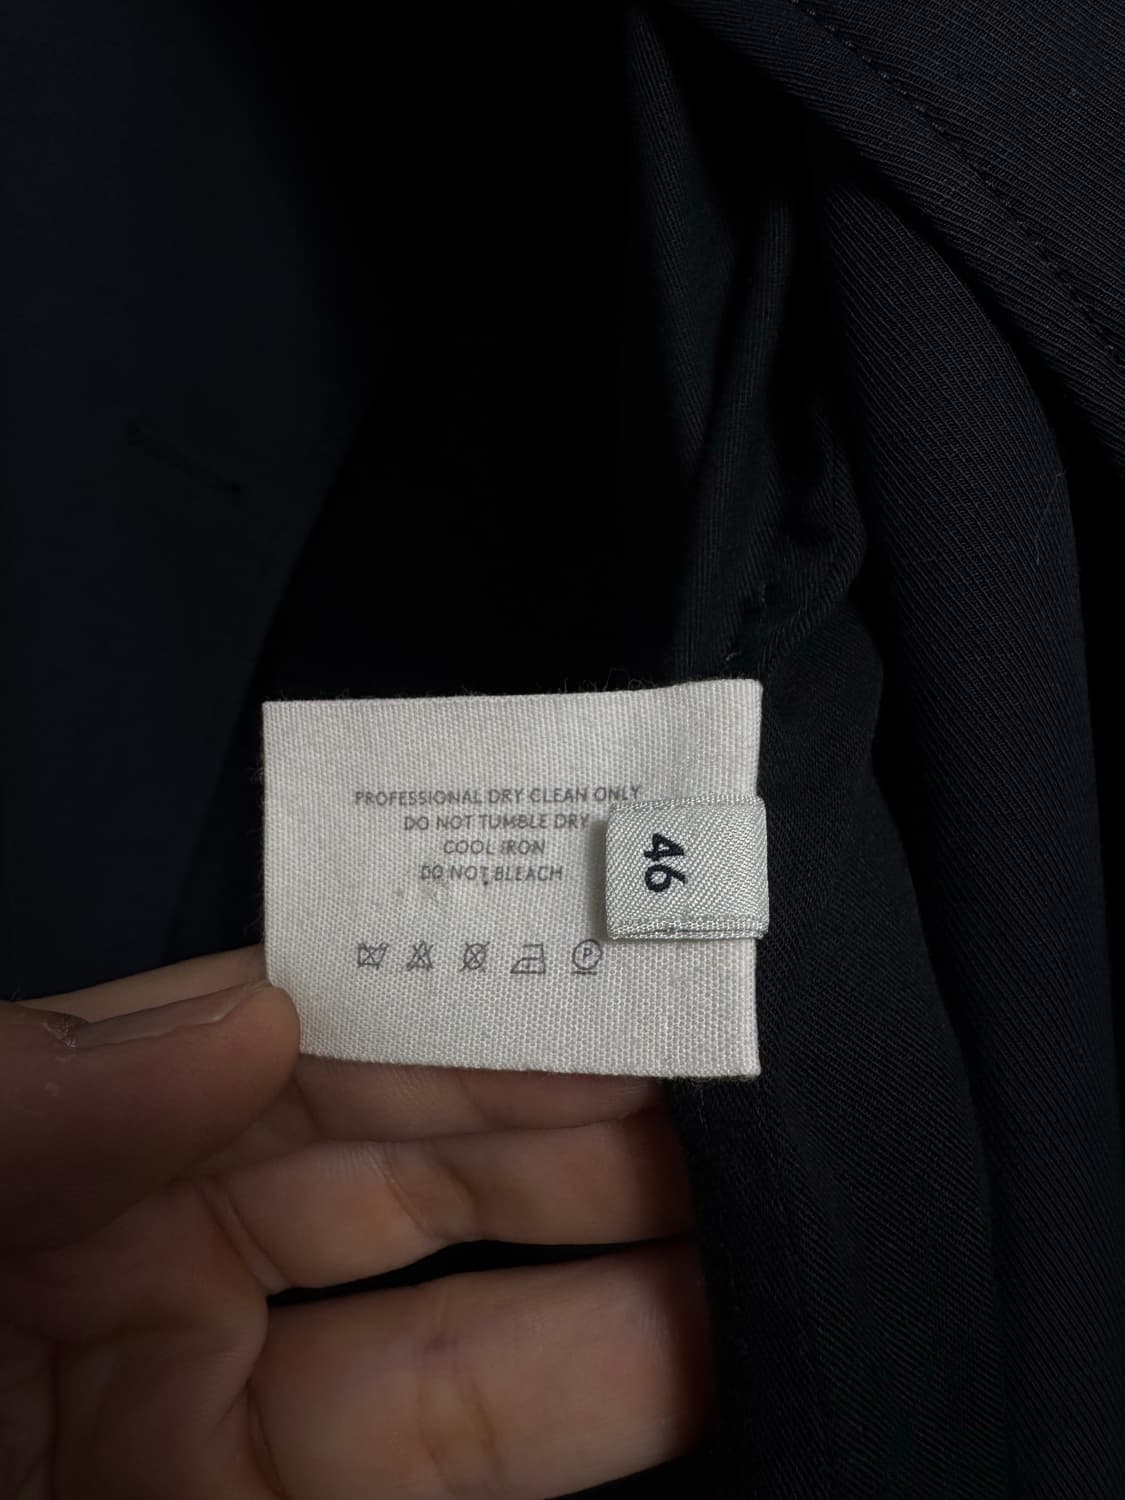 PROFESSIONAL DRY CLEAN ONLY
DO NOT TUMBLE DRY
COOL IRON
DO NOT BLEACH
46
P